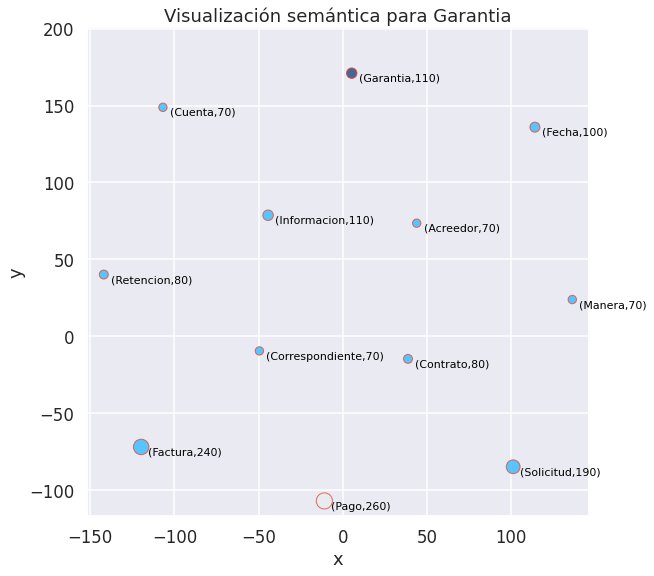 Visualización semántica para Garantia
200
(Garantia,110)
150
(Cuenta,70)
(Fecha,100)
100
(Informacion,110)
(Acreedor,70)
50
(Retencion,80)
(Manera,70)
y
0
(Correspondiente,70)
(Contrato,80)
−50
(Factura,240)
(Solicitud,190)
−100
(Pago,260)
−150
−100
−50
0
50
100
x